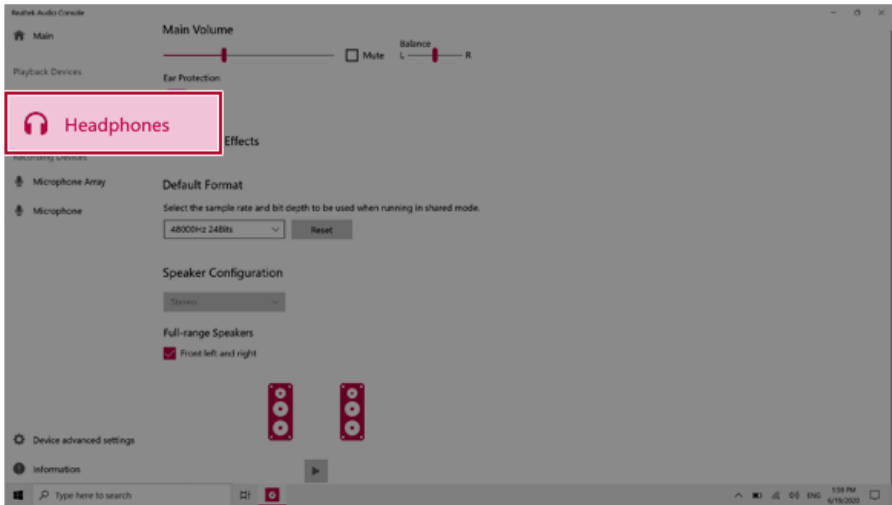 Realtek Audio Console
Main
Playback Devices
Headphones
Recording Devices
Microphone Array
Microphone
Device advanced settings
Information
Main Volume
Mute
Balance
L
R
Ear Protection
Effects
Default Format
Select the sample rate and bit depth to be used when running in shared mode.
48000Hz 24Bits
Reset
Speaker Configuration
Stereo
Full-range Speakers
Front left and right
Type here to search
ENG
1:59 PM
6/19/2020